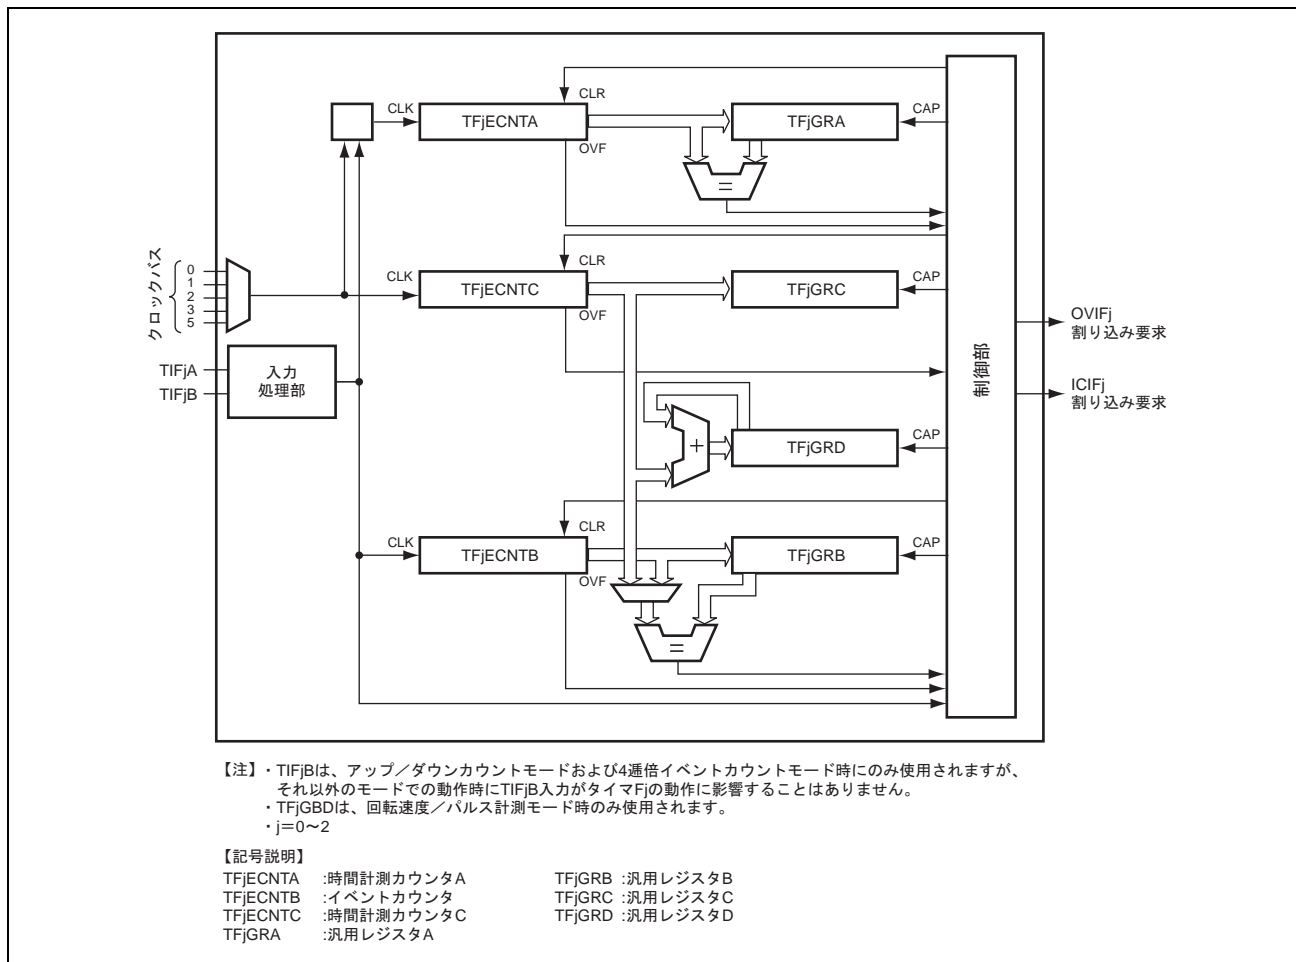 CLR
CLK
TFjECNTA
TFjGRA
CAP
OVF
=
クロックバス
0
1
2
3
5
CLR
CLK
TFjECNTC
TFjGRC
CAP
OVF
OVIFj
割り込み要求
制御部
TIFjA
TIFjB
入力
処理部
ICIFj
割り込み要求
+
TFjGRD
CAP
CLR
CLK
TFjECNTB
TFjGRB
CAP
OVF
=
【注】・TIFjBは、アップ／ダウンカウントモードおよび4逓倍イベントカウントモード時にのみ使用されますが、
それ以外のモードでの動作時にTIFjB入力がタイマFjの動作に影響することはありません。
・TFjGBDは、回転速度／パルス計測モード時のみ使用されます。
・j＝0〜2
【記号説明】
TFjECNTA :時間計測カウンタA
TFjECNTB :イベントカウンタ
TFjECNTC :時間計測カウンタC
TFjGRA :汎用レジスタA
TFjGRB :汎用レジスタB
TFjGRC :汎用レジスタC
TFjGRD :汎用レジスタD